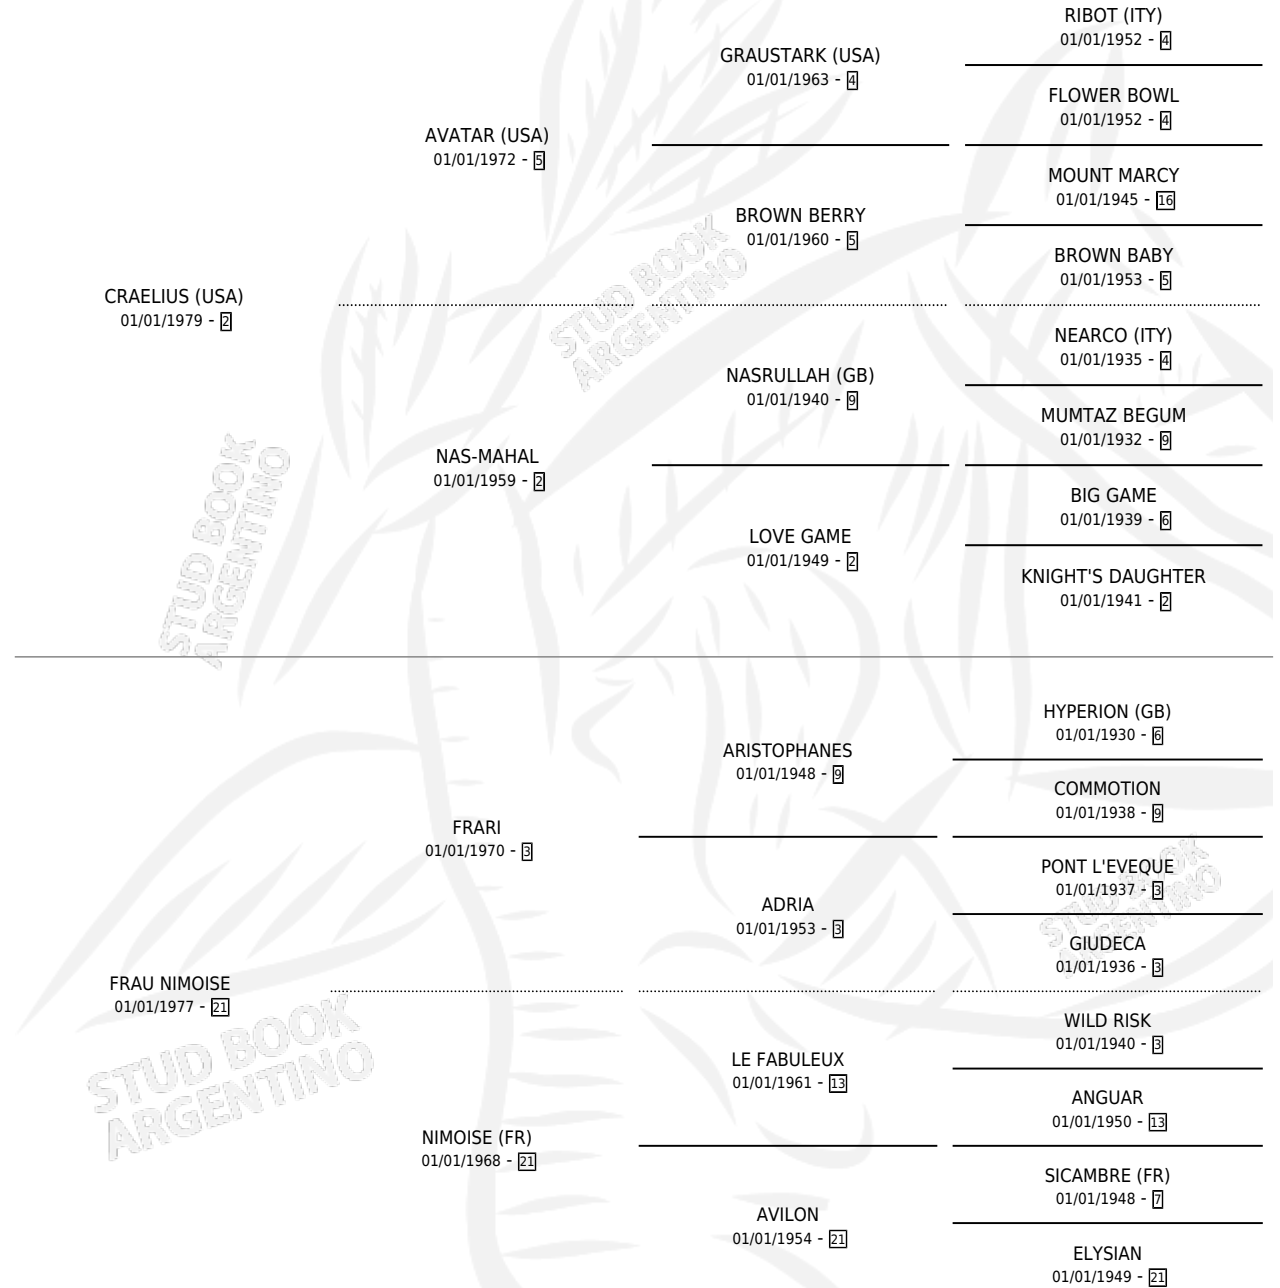 RIBOT (ITY)
01/01/1952 - 4
GRAUSTARK (USA)
01/01/1963 - 4
FLOWER BOWL
01/01/1952 - 4
AVATAR (USA)
01/01/1972 - 5
MOUNT MARCY
01/01/1945 - 16
BROWN BERRY
01/01/1960 - 5
BROWN BABY
01/01/1953 - 5
CRAELIUS (USA)
01/01/1979 - 2
NEARCO (ITY)
01/01/1935 - 4
NASRULLAH (GB)
01/01/1940 - 9
MUMTAZ BEGUM
01/01/1932 - 9
NAS-MAHAL
01/01/1959 - 2
BIG GAME
01/01/1939 - 6
LOVE GAME
01/01/1949 - 2
KNIGHT'S DAUGHTER
01/01/1941 - 2
STUD BOOK
ARGENTINO
STUD BOOK
ARGENTINO
HYPERION (GB)
01/01/1930 - 6
ARISTOPHANES
01/01/1948 - 9
COMMOTION
01/01/1938 - 9
FRARI
01/01/1970 - 3
PONT L'EVEQUE
01/01/1937 - 3
ADRIA
01/01/1953 - 3
GIUDECA
01/01/1936 - 3
FRAU NIMOISE
01/01/1977 - 21
WILD RISK
01/01/1940 - 3
LE FABULEUX
01/01/1961 - 13
ANGUAR
01/01/1950 - 13
NIMOISE (FR)
01/01/1968 - 21
SICAMBRE (FR)
01/01/1948 - 7
AVILON
01/01/1954 - 21
ELYSIAN
01/01/1949 - 21
STUD BOOK
ARGENTINO
STUD BOOK
ARGENTINO